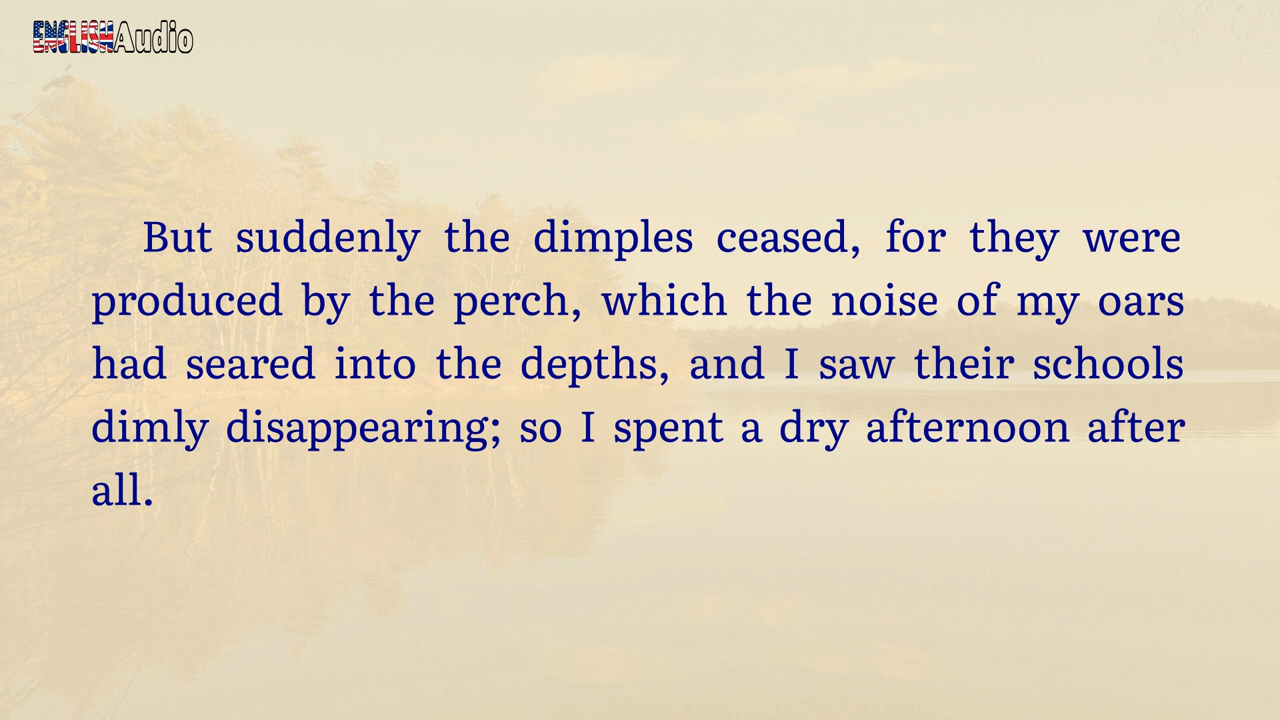 ENGLISHAudio
But suddenly the dimples ceased, for they were
produced by the perch, which the noise of my oars
had seared into the depths, and I saw their schools
dimly disappearing; so I spent a dry afternoon after
all.